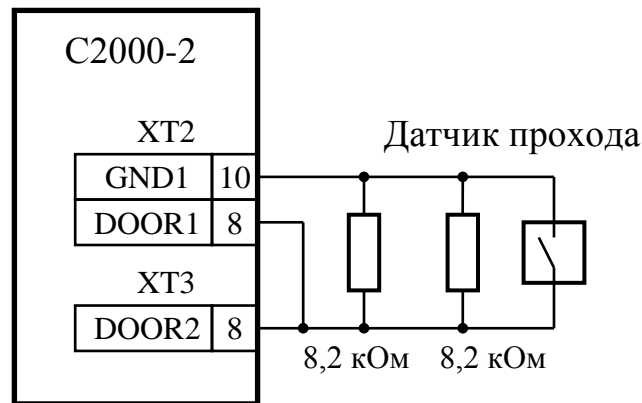 С2000-2
XT2
Датчик прохода
GND1 10
DOOR1 8
XT3
DOOR2 8
8,2 кОм 8,2 кОм